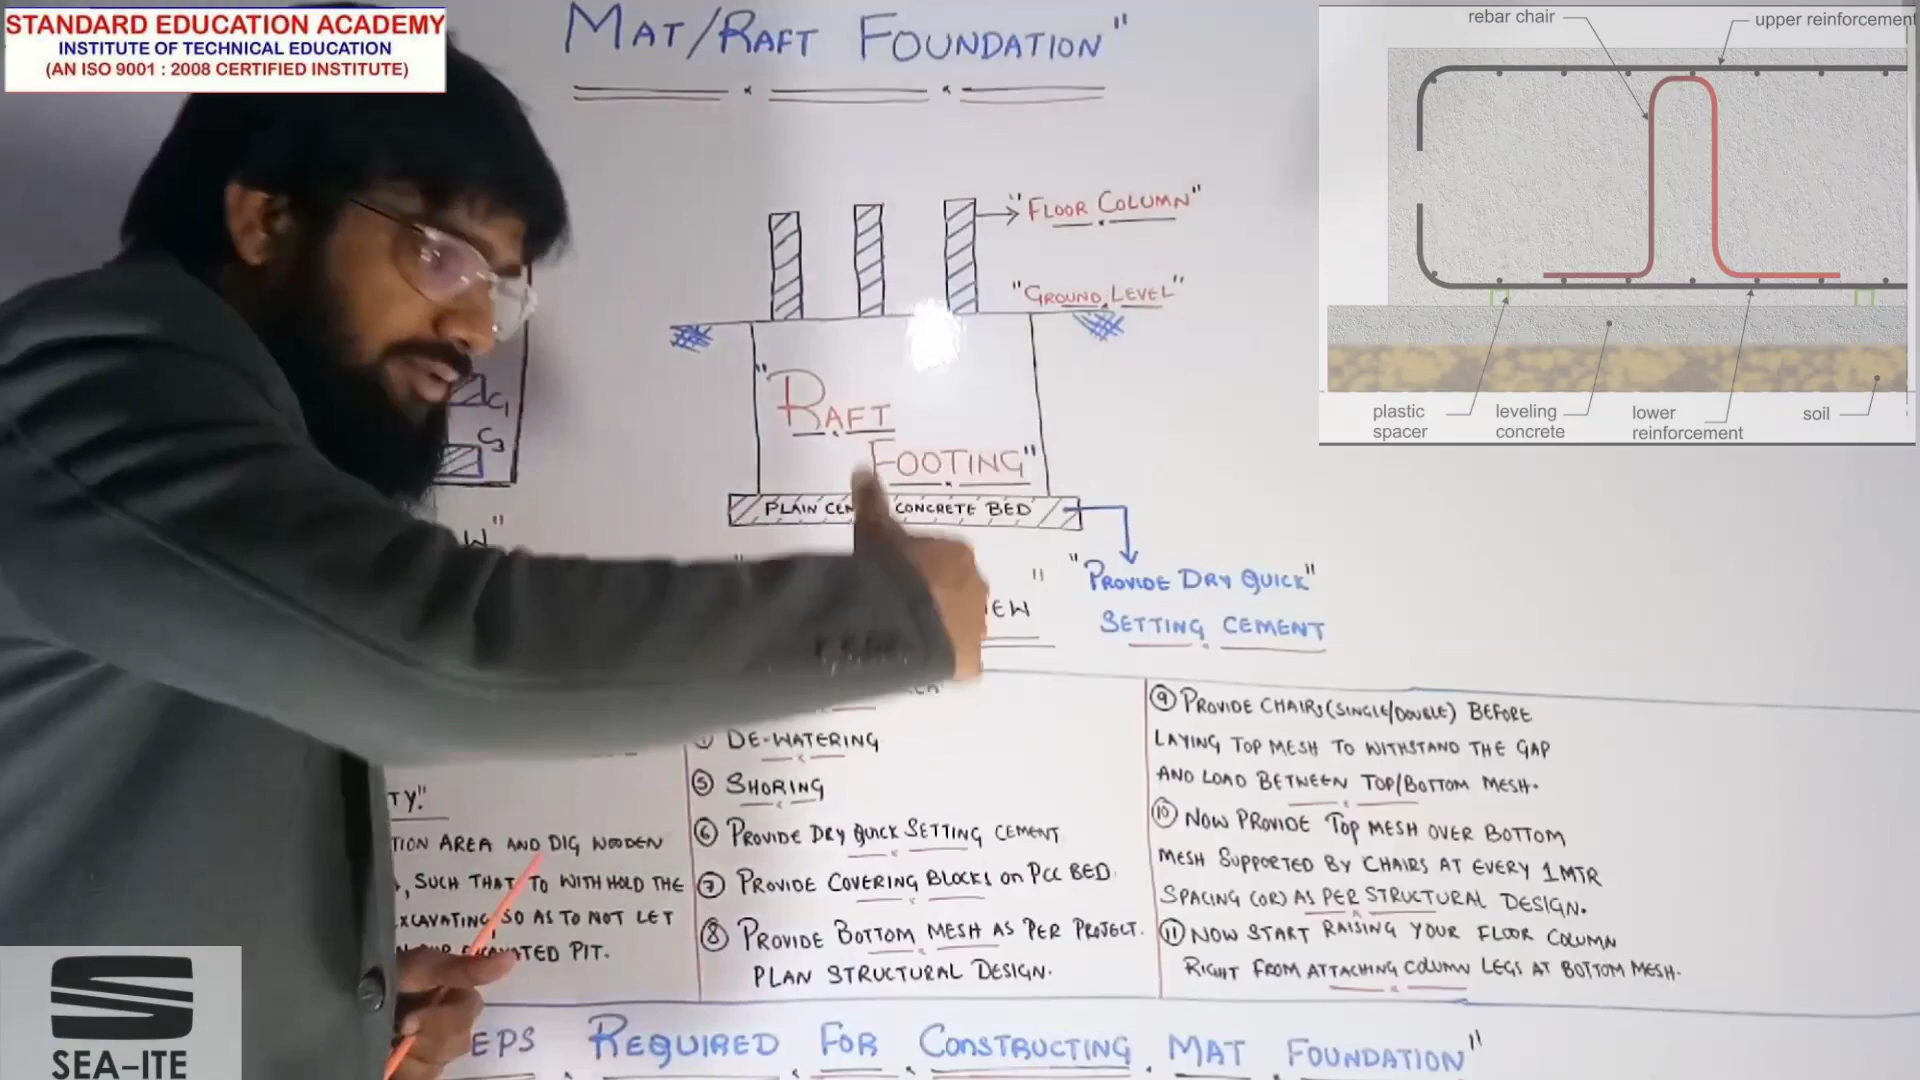 STANDARD EDUCATION ACADEMY
INSTITUTE OF TECHNICAL EDUCATION
(AN ISO 9001 : 2008 CERTIFIED INSTITUTE)
MAT/RAFT FOUNDATION"
rebar chair
upper reinforcement
"FLOOR COLUMN"
"GROUND LEVEL"
"RAFT
FOOTING"
PLAIN CEM CONCRETE BED
C1
C3
plastic
spacer
leveling
concrete
lower
reinforcement
soil
"PROVIDE DRY QUICK"
SETTING CEMENT
TY."
TION AREA AND DIG WOODEN
, SUCH THAT TO WITHHOLD THE
XCAVATING SO AS TO NOT LET
PIT.
DE-WATERING
⑤ SHORING
⑥ PROVIDE DRY QUICK SETTING CEMENT
⑦ PROVIDE COVERING BLOCKS ON PCC BED.
⑧ PROVIDE BOTTOM MESH AS PER PROJECT.
PLAN STRUCTURAL DESIGN.
⑨ PROVIDE CHAIRS (SINGLE/DOUBLE) BEFORE
LAYING TOP MESH TO WITHSTAND THE GAP
AND LOAD BETWEEN TOP/BOTTOM MESH.
⑩ NOW PROVIDE TOP MESH OVER BOTTOM
MESH SUPPORTED BY CHAIRS AT EVERY 1MTR
SPACING (OR) AS PER STRUCTURAL DESIGN.
⑪ NOW START RAISING YOUR FLOOR COLUMN
RIGHT FROM ATTACHING COLUMN LEGS AT BOTTOM MESH.
EPS REQUIRED FOR CONSTRUCTING MAT FOUNDATION"
SEA-ITE